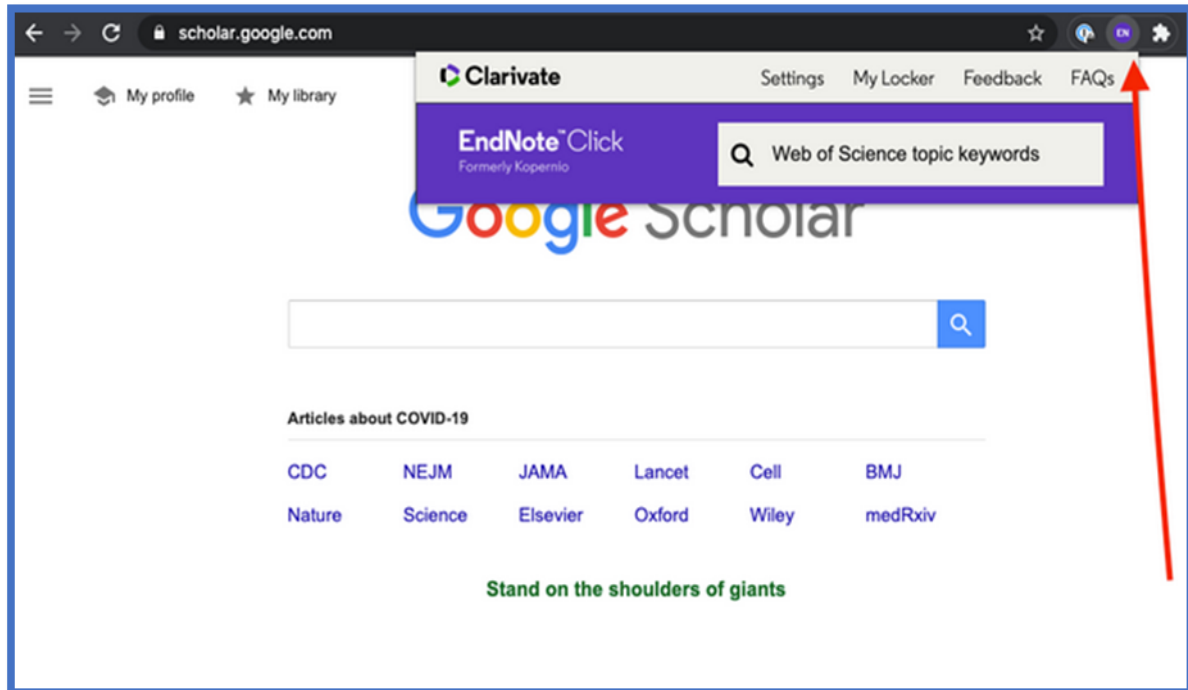 scholar.google.com
EN
Clarivate
Settings My Locker Feedback FAQs
My profile My library
EndNote™ Click
Formerly Kopernio
Web of Science topic keywords
Google Scholar
Articles about COVID-19
CDC NEJM JAMA Lancet Cell BMJ
Nature Science Elsevier Oxford Wiley medRxiv
Stand on the shoulders of giants